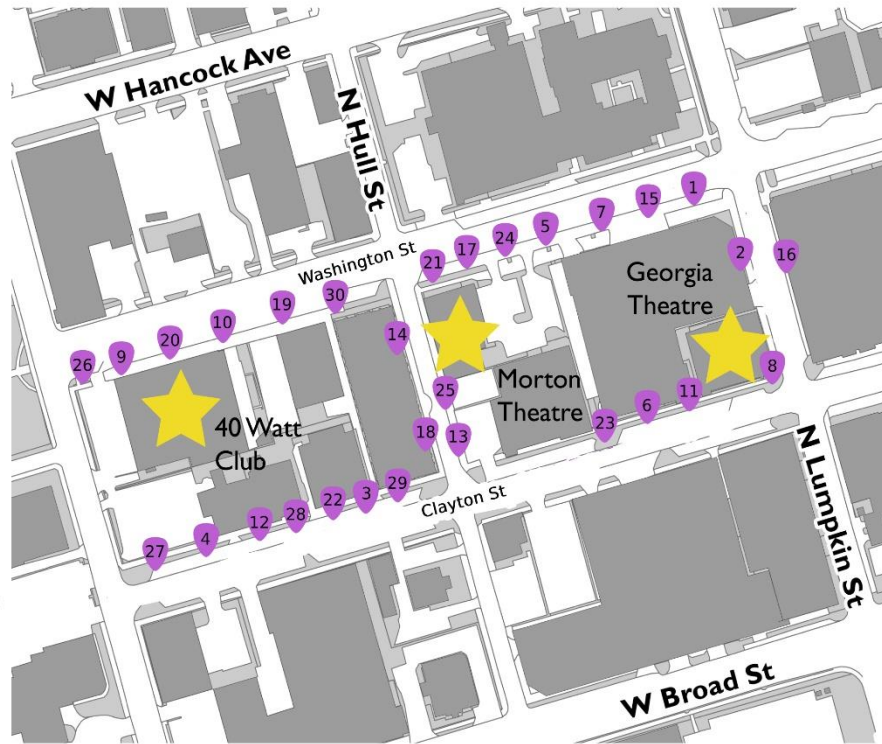 W Hancock Ave
N Hull St
Washington St
1
15
7
5
24
17
21
2
16
Georgia
Theatre
30
19
10
20
9
26
14
8
25
Morton
Theatre
11
6
23
40 Watt
Club
18
13
29
3
22
28
12
4
27
Clayton St
N Lumpkin St
W Broad St